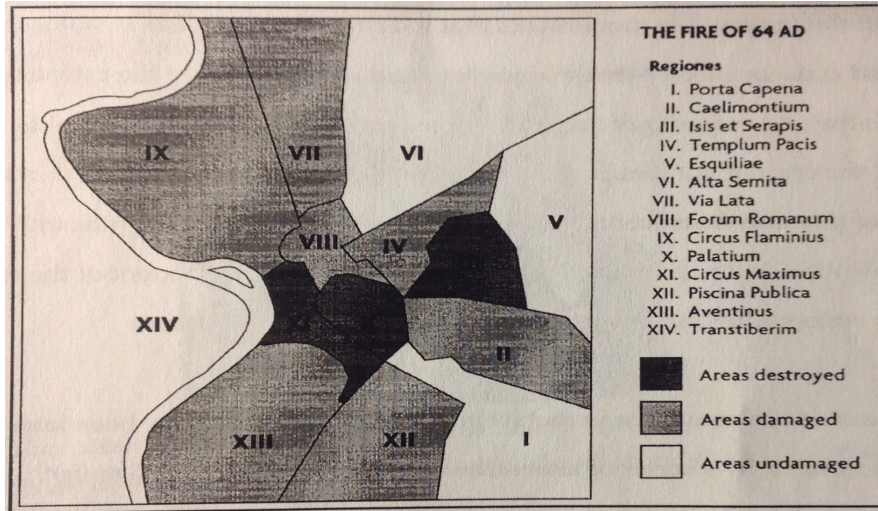 THE FIRE OF 64 AD
Regiones
I. Porta Capena
II. Caelimontium
III. Isis et Serapis
IV. Templum Pacis
V. Esquiliae
VI. Alta Semita
VII. Via Lata
VIII. Forum Romanum
IX. Circus Flaminius
X. Palatium
XI. Circus Maximus
XII. Piscina Publica
XIII. Aventinus
XIV. Transtiberim
Areas destroyed
Areas damaged
Areas undamaged
IX
VII
VI
V
VIII
IV
III
XIV
XI
X
II
XIII
XII
I